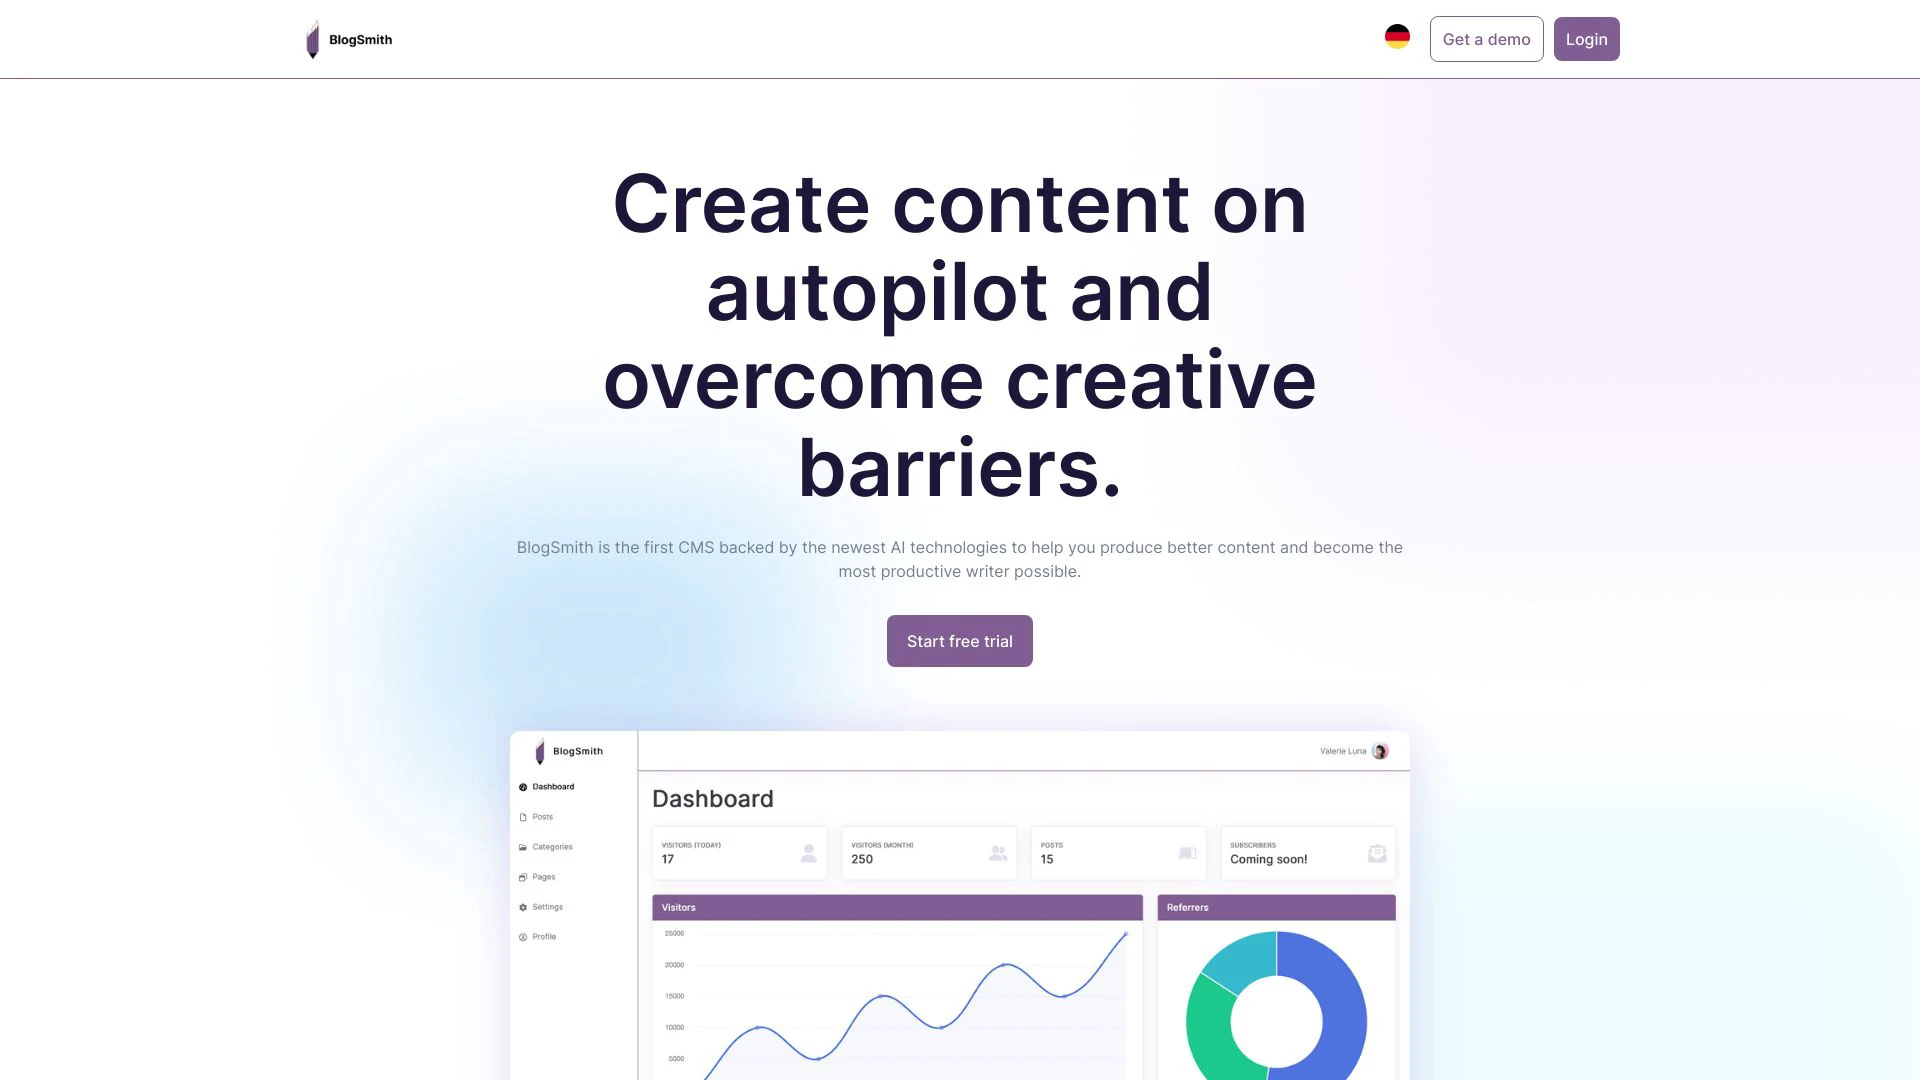 BlogSmith
Get a demo
Login
Create content on
autopilot and
overcome creative
barriers.
BlogSmith is the first CMS backed by the newest AI technologies to help you produce better content and become the
most productive writer possible.
Start free trial
BlogSmith
Valerie Luna
Dashboard
Posts
Categories
Pages
Settings
Profile
Dashboard
VISITORS (TODAY)
17
VISITORS (MONTH)
250
POSTS
15
SUBSCRIBERS
Coming soon!
Visitors
25000
20000
15000
10000
5000
Referrers